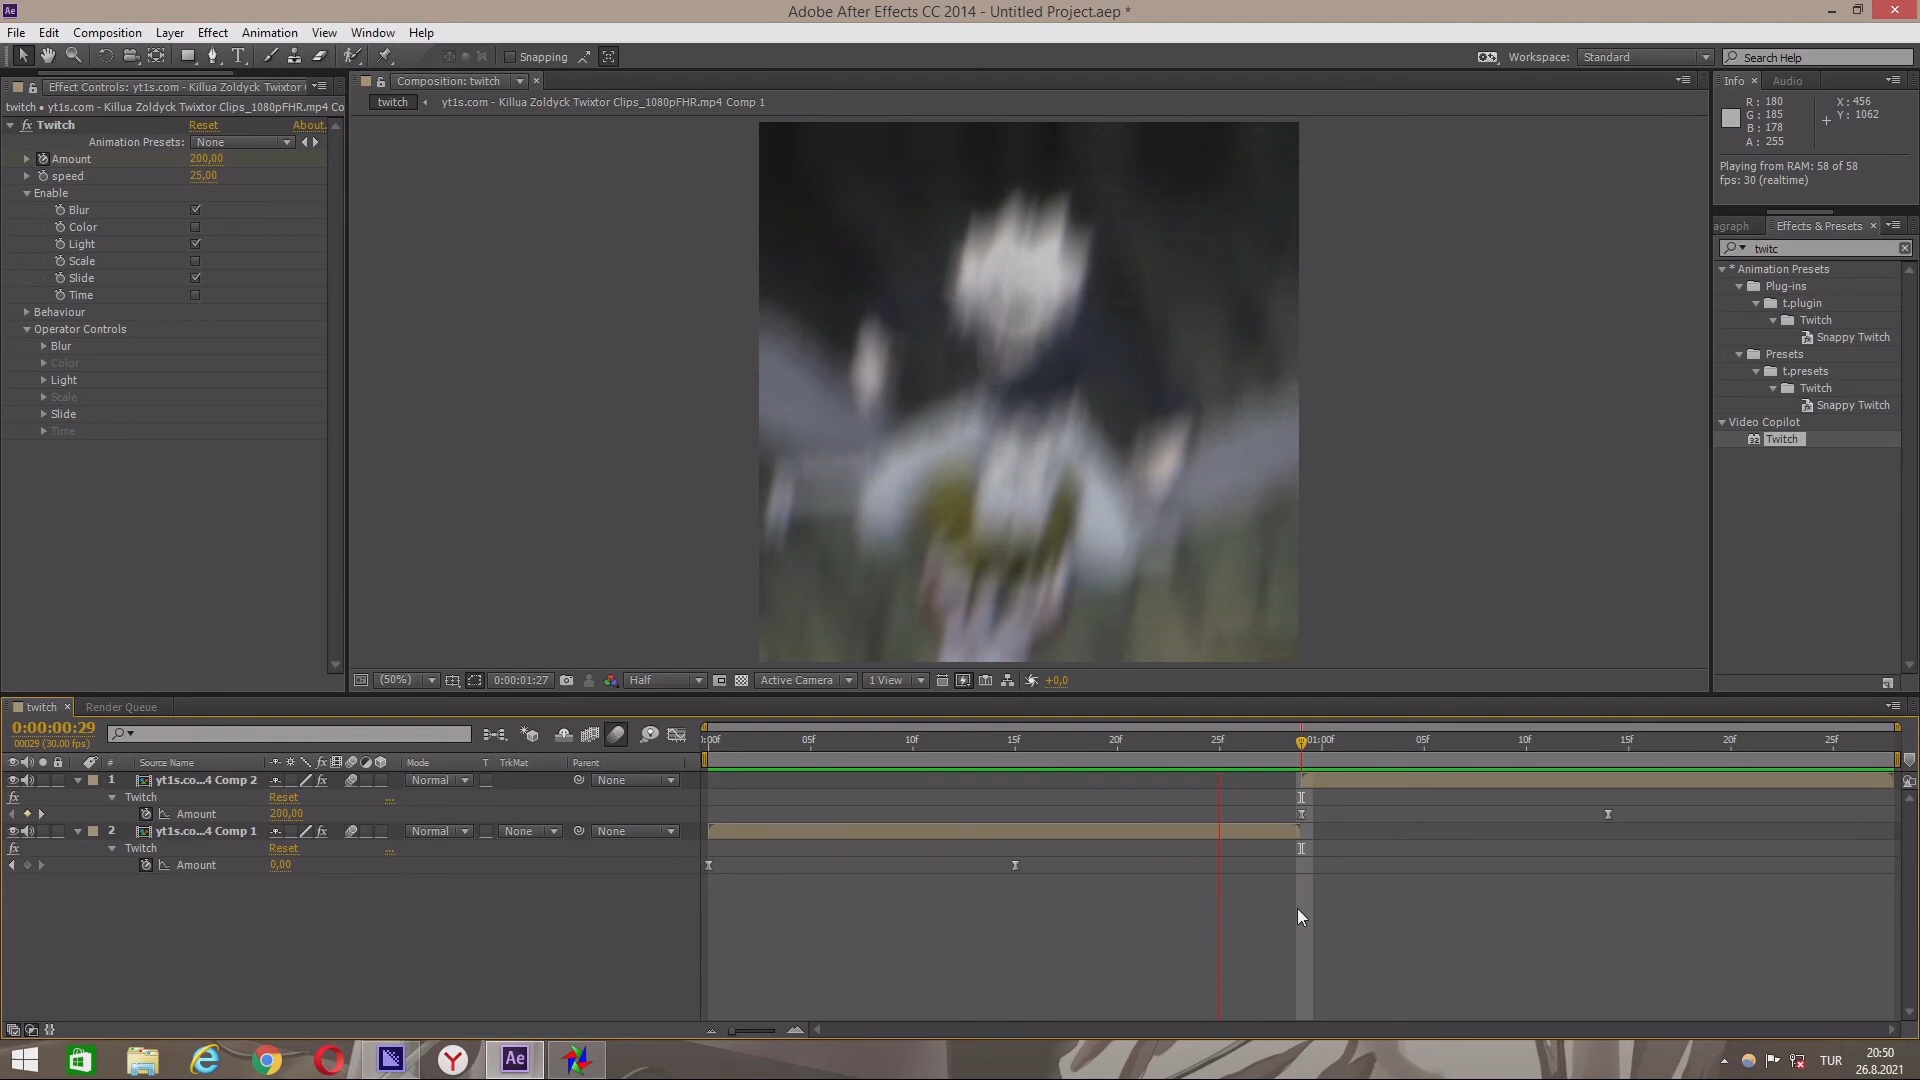 Ae
Adobe After Effects CC 2014 - Untitled Project.aep *
File Edit Composition Layer Effect Animation View Window Help
T Snapping Workspace: Standard Search Help
Effect Controls: yt1s.com - Killua Zoldyck Twixtor
twitch • yt1s.com - Killua Zoldyck Twixtor Clips_1080pFHR.mp4 Co
fx Twitch Reset About.
Animation Presets: None
Amount 200,00
speed 25,00
Enable
Blur
Color
Light
Scale
Slide
Time
Behaviour
Operator Controls
Blur
Color
Light
Scale
Slide
Time
Composition: twitch
twitch yt1s.com - Killua Zoldyck Twixtor Clips_1080pFHR.mp4 Comp 1
(50%) 0:00:01:27 Half Active Camera 1 View +0,0
Info Audio
R: 180 X: 456
G: 185 Y: 1062
B: 178
A: 255
Playing from RAM: 58 of 58
fps: 30 (realtime)
agraph Effects & Presets
twitc
* Animation Presets
Plug-ins
t.plugin
Twitch
Snappy Twitch
Presets
t.presets
Twitch
Snappy Twitch
Video Copilot
32 Twitch
twitch Render Queue
0:00:00:29
00029 (30.00 fps)
:00f 05f 10f 15f 20f 25f 01:00f 05f 10f 15f 20f 25f
# Source Name fx Mode T TrkMat Parent
1 yt1s.co...4 Comp 2 fx Normal None
fx Twitch Reset ...
Amount 200,00
2 yt1s.co...4 Comp 1 fx Normal None None
fx Twitch Reset ...
Amount 0,00
Y Ae TUR 20:50
26.8.2021